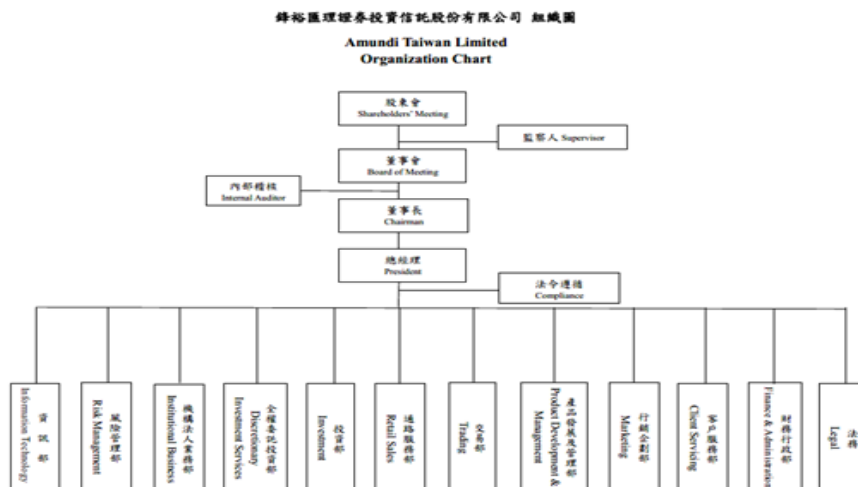 鋒裕匯理證券投資信託股份有限公司 組織圖
Amundi Taiwan Limited
Organization Chart
股東會
Shareholders' Meeting
監察人 Supervisor
董事會
Board of Meeting
內部稽核
Internal Auditor
董事長
Chairman
總經理
President
法令遵循
Compliance
資訊部
Information Technology
風險管理部
Risk Management
機構法人業務部
Institutional Business
全權委託投資部
Discretionary
Investment Services
投資部
Investment
通路服務部
Retail Sales
交易部
Trading
產品發展及管理部
Product Development &
Management
行銷企劃部
Marketing
客戶服務部
Client Servicing
財務行政部
Finance & Administration
法務
Legal